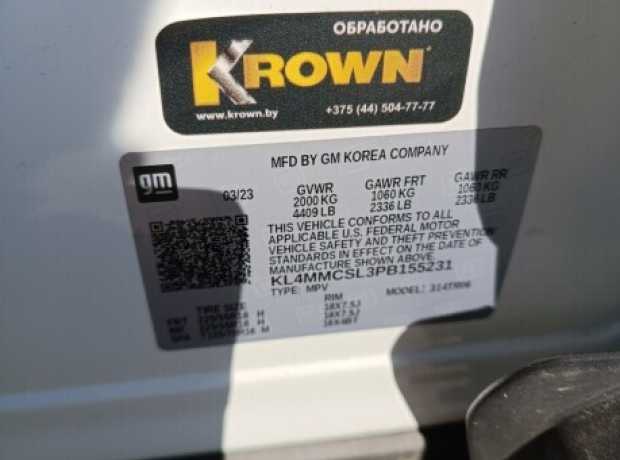 ОБРАБОТАНО
KROWN
www.krown.by
+375 (44) 504-77-77
MFD BY GM KOREA COMPANY
gm
03/23
GVWR GAWR FRT GAWR RR
2000 KG 1060 KG 1060 KG
4409 LB 2336 LB 2336 LB
THIS VEHICLE CONFORMS TO ALL
APPLICABLE U.S. FEDERAL MOTOR
VEHICLE SAFETY AND THEFT PREVENTION
STANDARDS IN EFFECT ON THE DATE OF
MANUFACTURE SHOWN ABOVE.
KL4MMCSL3PB155231
TYPE: MPV MODEL:
TIRE SIZE RIM
FRT H 18X7.5J
H 18X7.5J
M